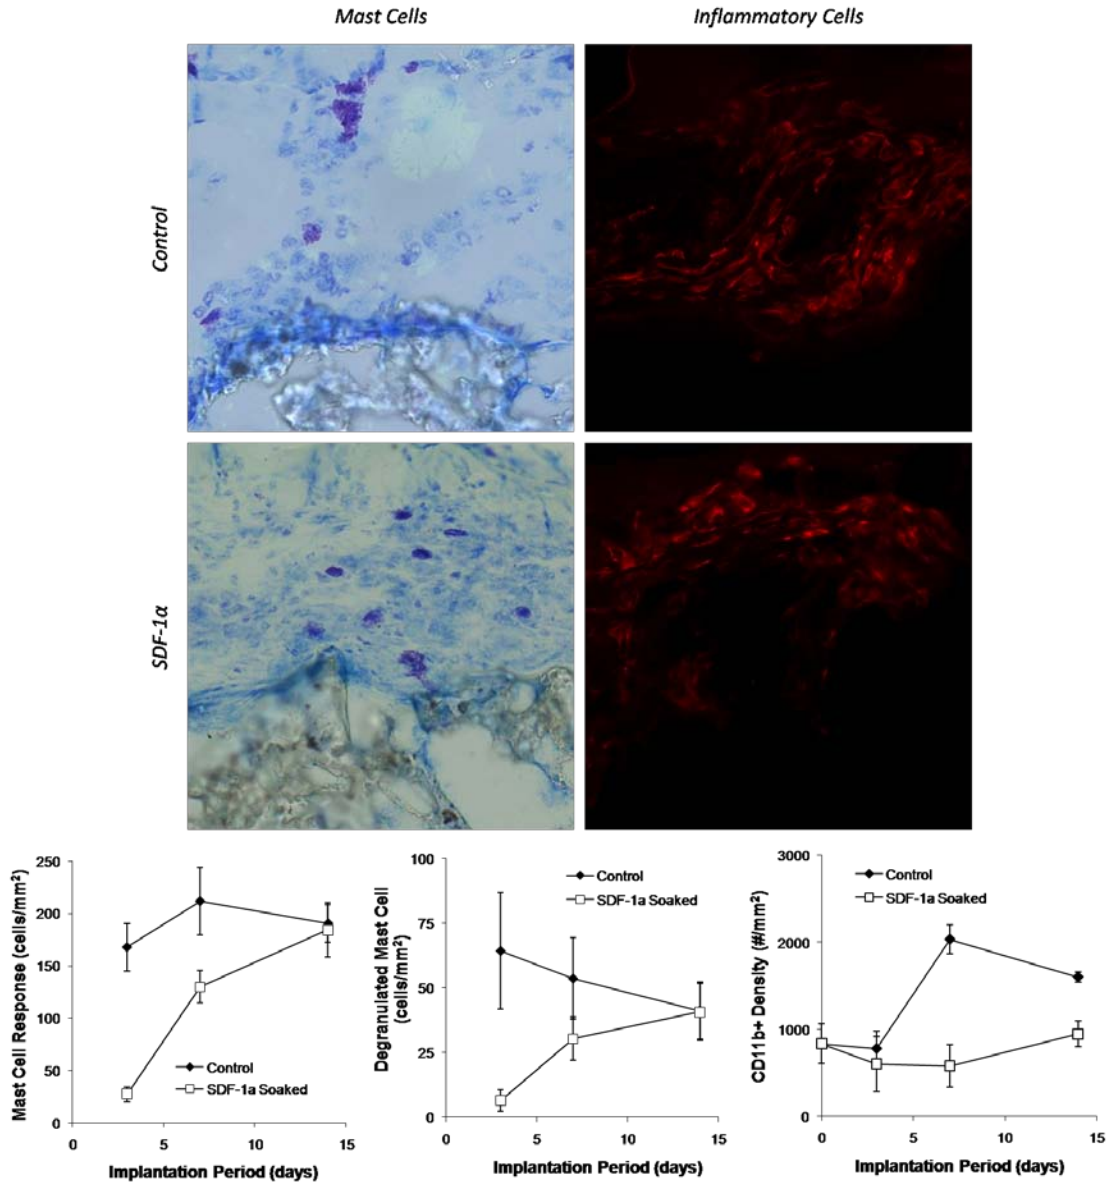 Mast Cells
Inflammatory Cells
Control
SDF-1α
Mast Cell Response (cells/mm²)
250
200
150
100
50
0
0 5 10 15
Control
SDF-1a Soaked
Implantation Period (days)
Degranulated Mast Cell
(cells/mm²)
100
75
50
25
0
0 5 10 15
Control
SDF-1a Soaked
Implantation Period (days)
CD11b+ Density (#/mm²)
3000
2000
1000
0
0 5 10 15
Control
SDF-1a Soaked
Implantation Period (days)